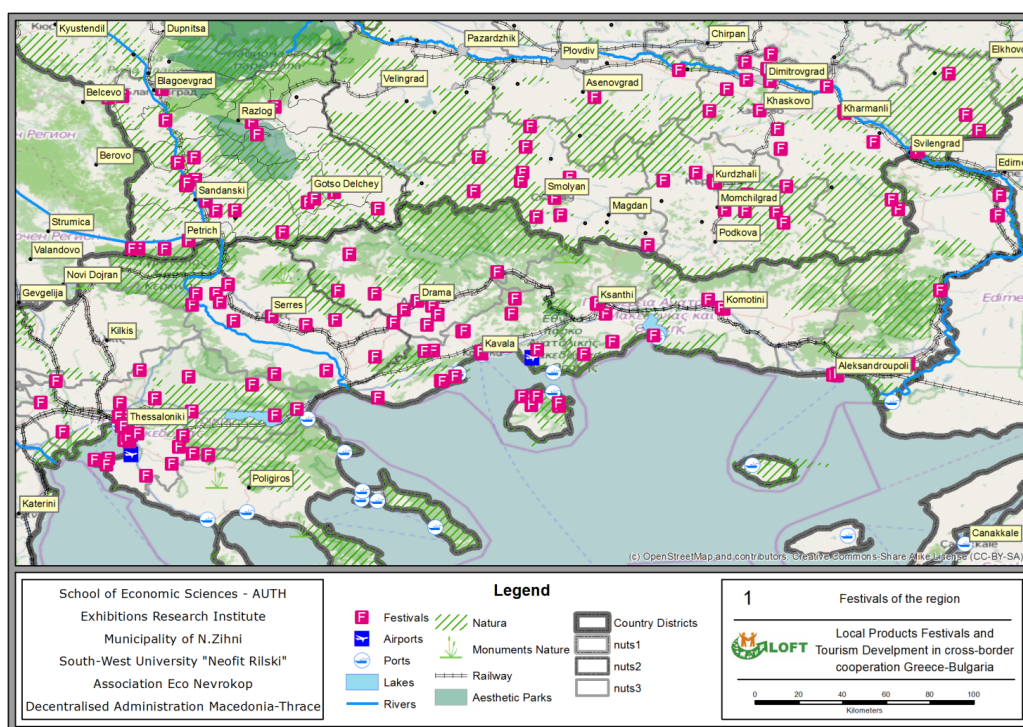 Kyustendil
Dupnitsa
Pazardzhik
Plovdiv
Chirpan
Elkhovo
Velingrad
Asenovgrad
Dimitrovgrad
Blagoevgrad
Belcevo
Razlog
Khaskovo
Kharmanli
Svilengrad
Berovo
Edirne
Sandanski
Gotso Delchey
Smolyan
Kurdzhali
Momchilgrad
Magdan
Strumica
Petrich
Podkova
Valandovo
Novi Dojran
Gevgelija
Serres
Drama
Ksanthi
Komotini
Kilkis
Kavala
Aleksandroupoli
Thessaloniki
Poligiros
Katerini
Canakkale
(c) OpenStreetMap and contributors, Creative Commons-Share Alike License (CC-BY-SA)
School of Economic Sciences - AUTH
Exhibitions Research Institute
Municipality of N.Zihni
South-West University "Neofit Rilski"
Association Eco Nevrokop
Decentralised Administration Macedonia-Thrace
Legend
F Festivals
Airports
Ports
Lakes
Rivers
Natura
Monuments Nature
Railway
Aesthetic Parks
Country Districts
nuts1
nuts2
nuts3
1 Festivals of the region
ALOFT
Local Products Festivals and
Tourism Develpment in cross-border
cooperation Greece-Bulgaria
0 20 40 60 80 100
Kilometers